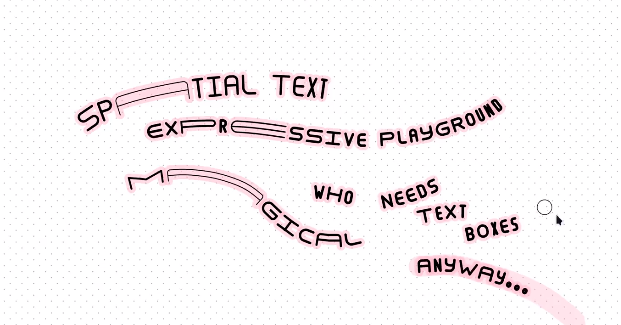 SPATIAL TEXT
EXPRESSIVE PLAYGROUND
MAGICAL
WHO NEEDS
TEXT
BOXES
ANYWAY...